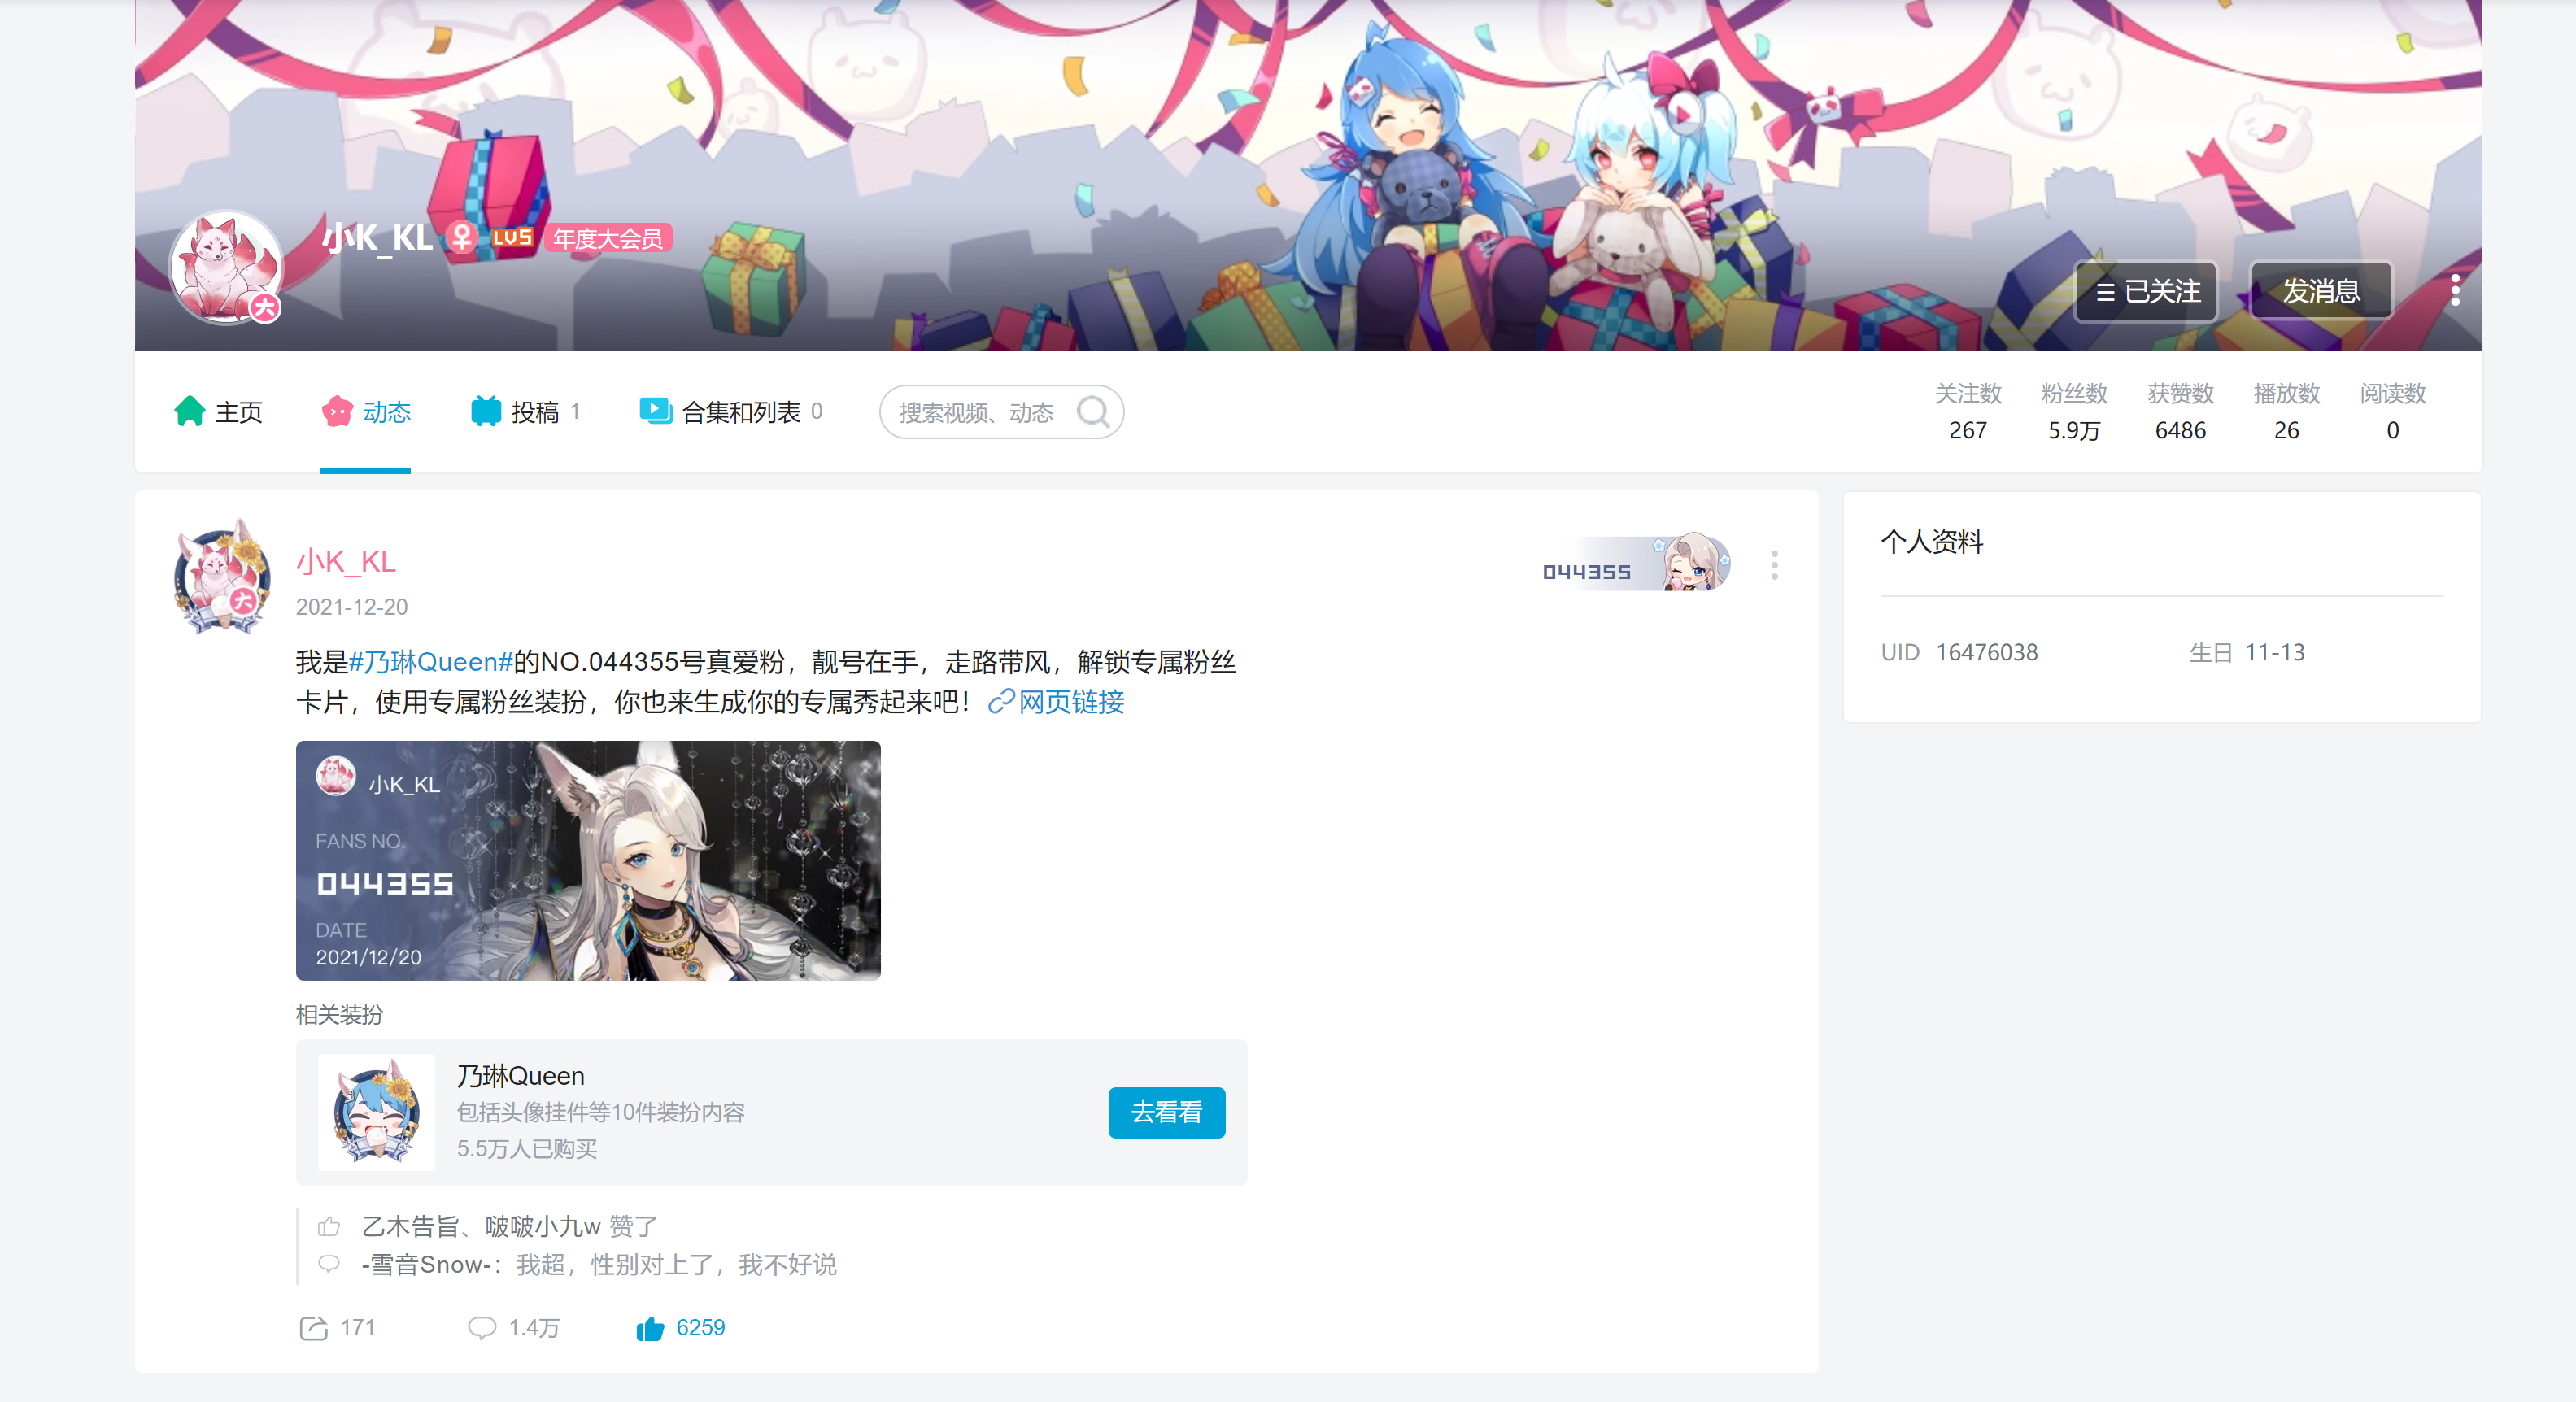 小K_KL LV5 年度大会员
大
已关注 发消息
主页 动态 投稿 1 合集和列表 0 搜索视频、动态
关注数 粉丝数 获赞数 播放数 阅读数
267 5.9万 6486 26 0
小K_KL
大
2021-12-20
044355
我是#乃琳Queen#的NO.044355号真爱粉，靓号在手，走路带风，解锁专属粉丝
卡片，使用专属粉丝装扮，你也来生成你的专属秀起来吧！网页链接
小K_KL
FANS NO.
044355
DATE
2021/12/20
相关装扮
乃琳Queen
包括头像挂件等10件装扮内容
5.5万人已购买
去看看
乙木告旨、啵啵小九w 赞了
-雪音Snow-：我超，性别对上了，我不好说
171 1.4万 6259
个人资料
UID 16476038 生日 11-13